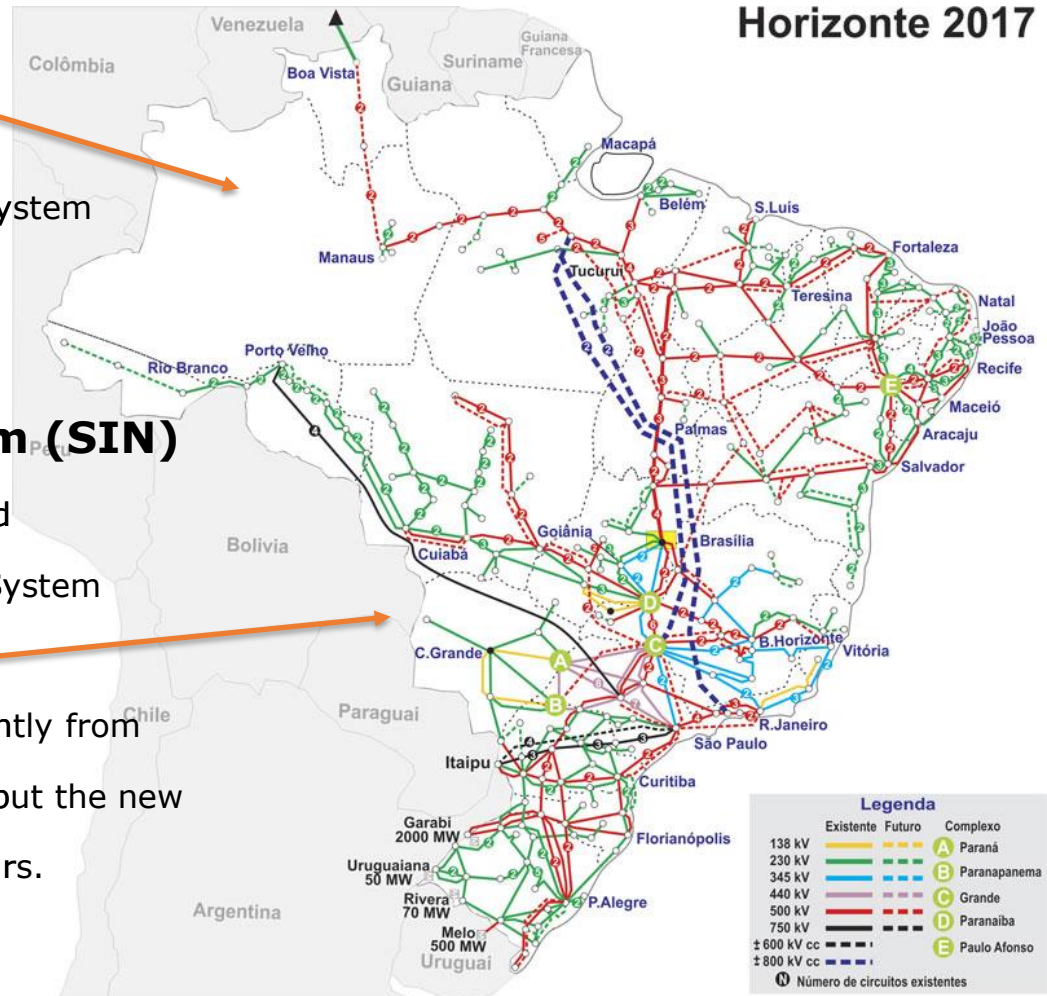 Horizonte 2017
Venezuela
Colômbia
Guiana
Suriname
Guiana
Francesa
Boa Vista
Macapá
Belém
S.Luís
Fortaleza
Manaus
Tucuruí
Teresina
Natal
João
Pessoa
Recife
Maceió
Aracaju
Salvador
Porto Velho
Rio Branco
Peru
Palmas
Bolivia
Cuiabá
Goiânia
Brasília
B.Horizonte
Vitória
C.Grande
R.Janeiro
São Paulo
Chile
Paraguai
Itaipu
Curitiba
Garabi
2000 MW
Florianópolis
Uruguaiana
50 MW
Rivera
70 MW
P.Alegre
Melo
500 MW
Argentina
Uruguai
A
B
C
D
E
ystem
m (SIN)
d
System
ntly from
but the new
rs.
Legenda
Existente Futuro Complexo
138 kV A Paraná
230 kV B Paranapanema
345 kV C Grande
440 kV D Paranaíba
500 kV E Paulo Afonso
750 kV
± 600 kV cc
± 800 kV cc
N Número de circuitos existentes